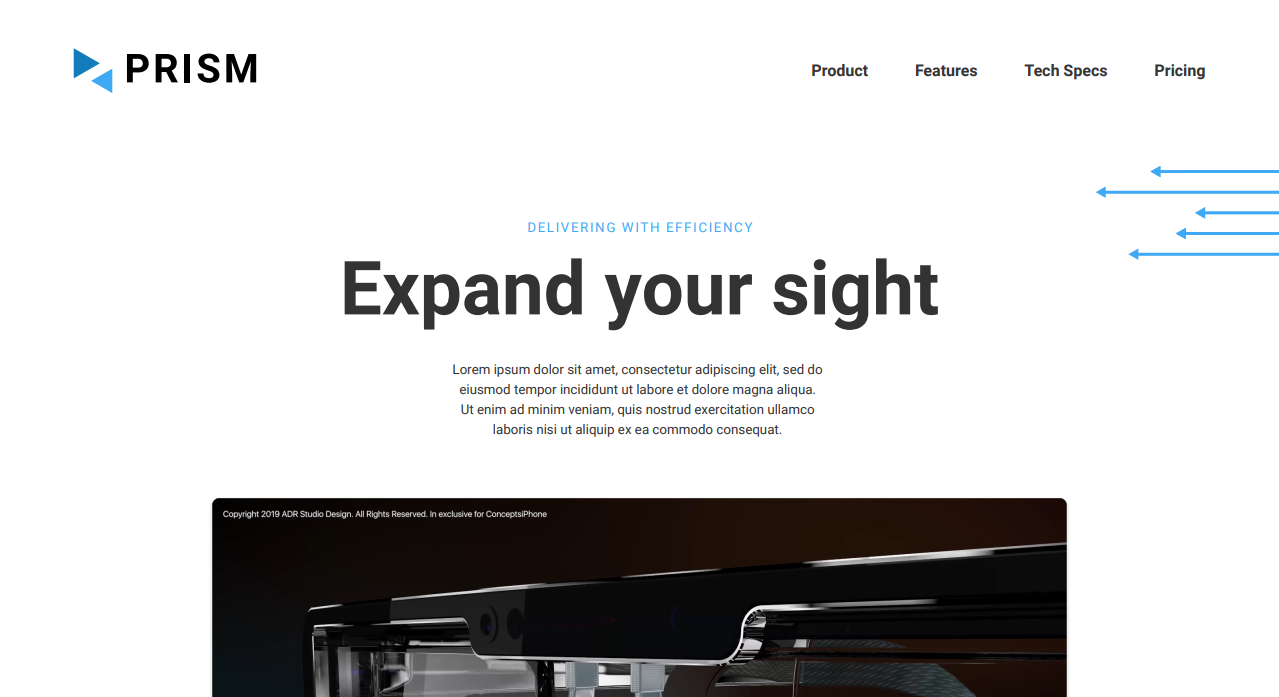 PRISM
Product
Features
Tech Specs
Pricing
DELIVERING WITH EFFICIENCY
Expand your sight
Lorem ipsum dolor sit amet, consectetur adipiscing elit, sed do
eiusmod tempor incididunt ut labore et dolore magna aliqua.
Ut enim ad minim veniam, quis nostrud exercitation ullamco
laboris nisi ut aliquip ex ea commodo consequat.
Copyright 2019 ADR Studio Design. All Rights Reserved. In exclusive for ConceptsiPhone